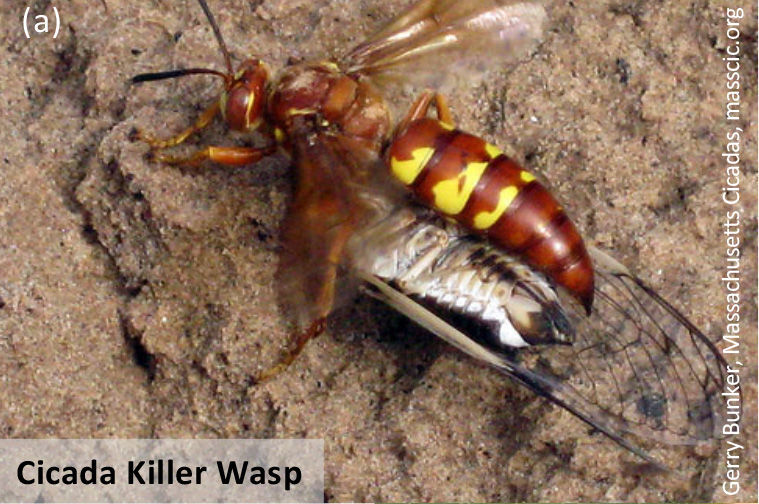 (a)
Gerry Bunker, Massachusetts Cicadas, masscic.org
Cicada Killer Wasp